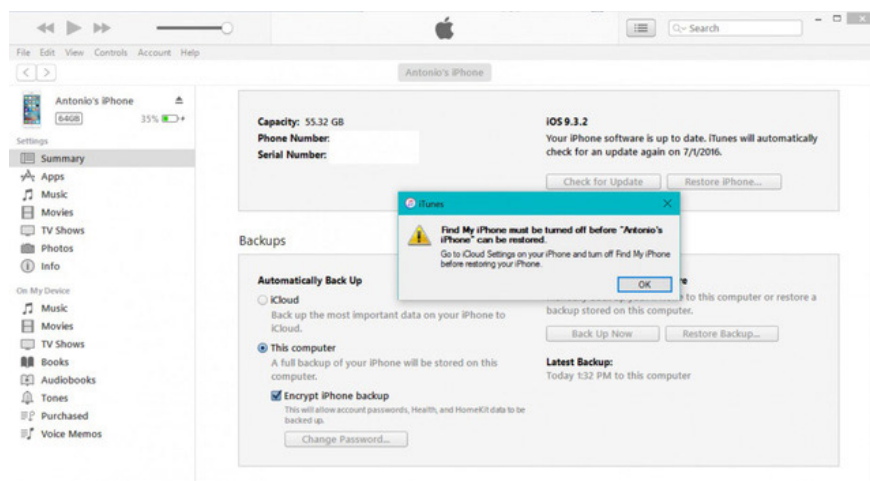 Search
File Edit View Controls Account Help
Antonio's iPhone
Antonio's iPhone
64GB 35%
Settings
Summary
Apps
Music
Movies
TV Shows
Photos
Info
On My Device
Music
Movies
TV Shows
Books
Audiobooks
Tones
Purchased
Voice Memos
Capacity: 55.32 GB
Phone Number:
Serial Number:
iOS 9.3.2
Your iPhone software is up to date. iTunes will automatically
check for an update again on 7/1/2016.
Check for Update Restore iPhone...
iTunes
Find My iPhone must be turned off before "Antonio's
iPhone" can be restored.
Go to iCloud Settings on your iPhone and turn off Find My iPhone
before restoring your iPhone.
OK
Backups
Automatically Back Up
iCloud
Back up the most important data on your iPhone to
iCloud.
This computer
A full backup of your iPhone will be stored on this
computer.
Encrypt iPhone backup
This will allow account passwords, Health, and HomeKit data to be
backed up.
Change Password...
to this computer or restore a
backup stored on this computer.
Back Up Now Restore Backup...
Latest Backup:
Today 1:32 PM to this computer